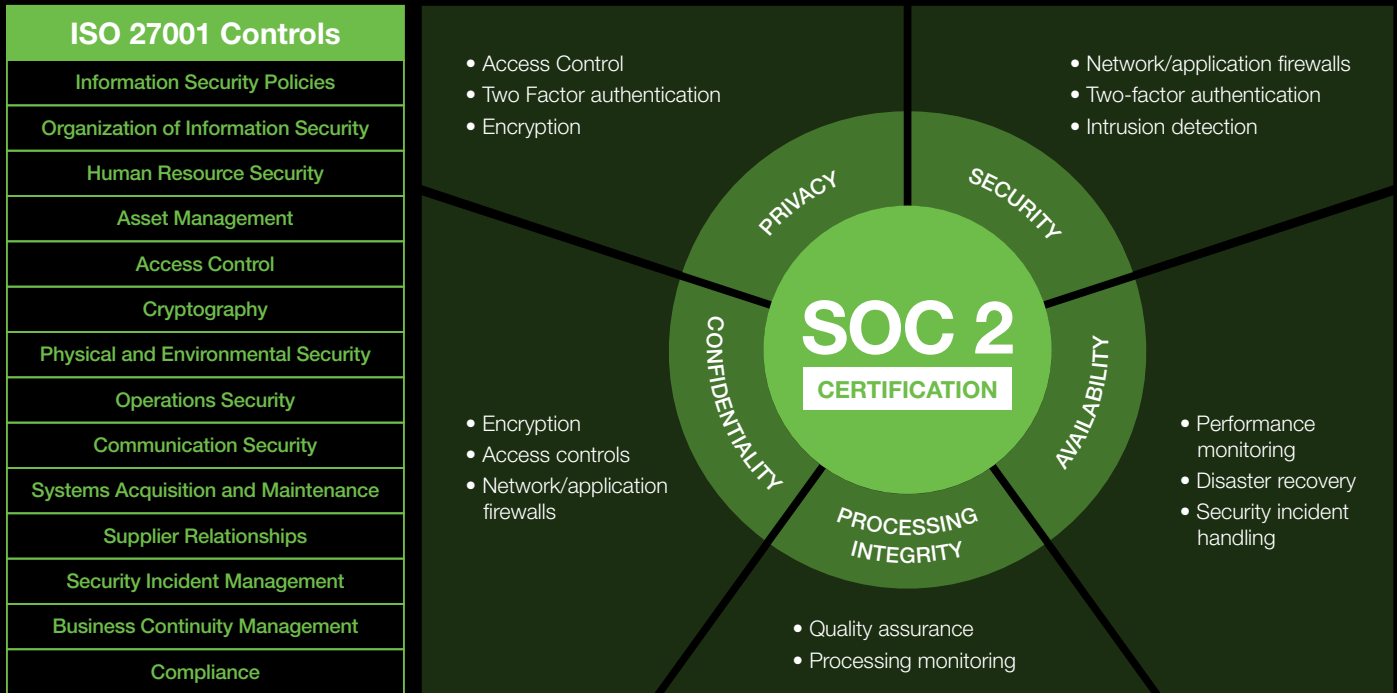 ISO 27001 Controls
Information Security Policies
Organization of Information Security
Human Resource Security
Asset Management
Access Control
Cryptography
Physical and Environmental Security
Operations Security
Communication Security
Systems Acquisition and Maintenance
Supplier Relationships
Security Incident Management
Business Continuity Management
Compliance
• Access Control
• Two Factor authentication
• Encryption
• Network/application firewalls
• Two-factor authentication
• Intrusion detection
PRIVACY
SECURITY
SOC 2
CERTIFICATION
CONFIDENTIALITY
AVAILABILITY
PROCESSING
INTEGRITY
• Encryption
• Access controls
• Network/application
firewalls
• Performance
monitoring
• Disaster recovery
• Security incident
handling
• Quality assurance
• Processing monitoring